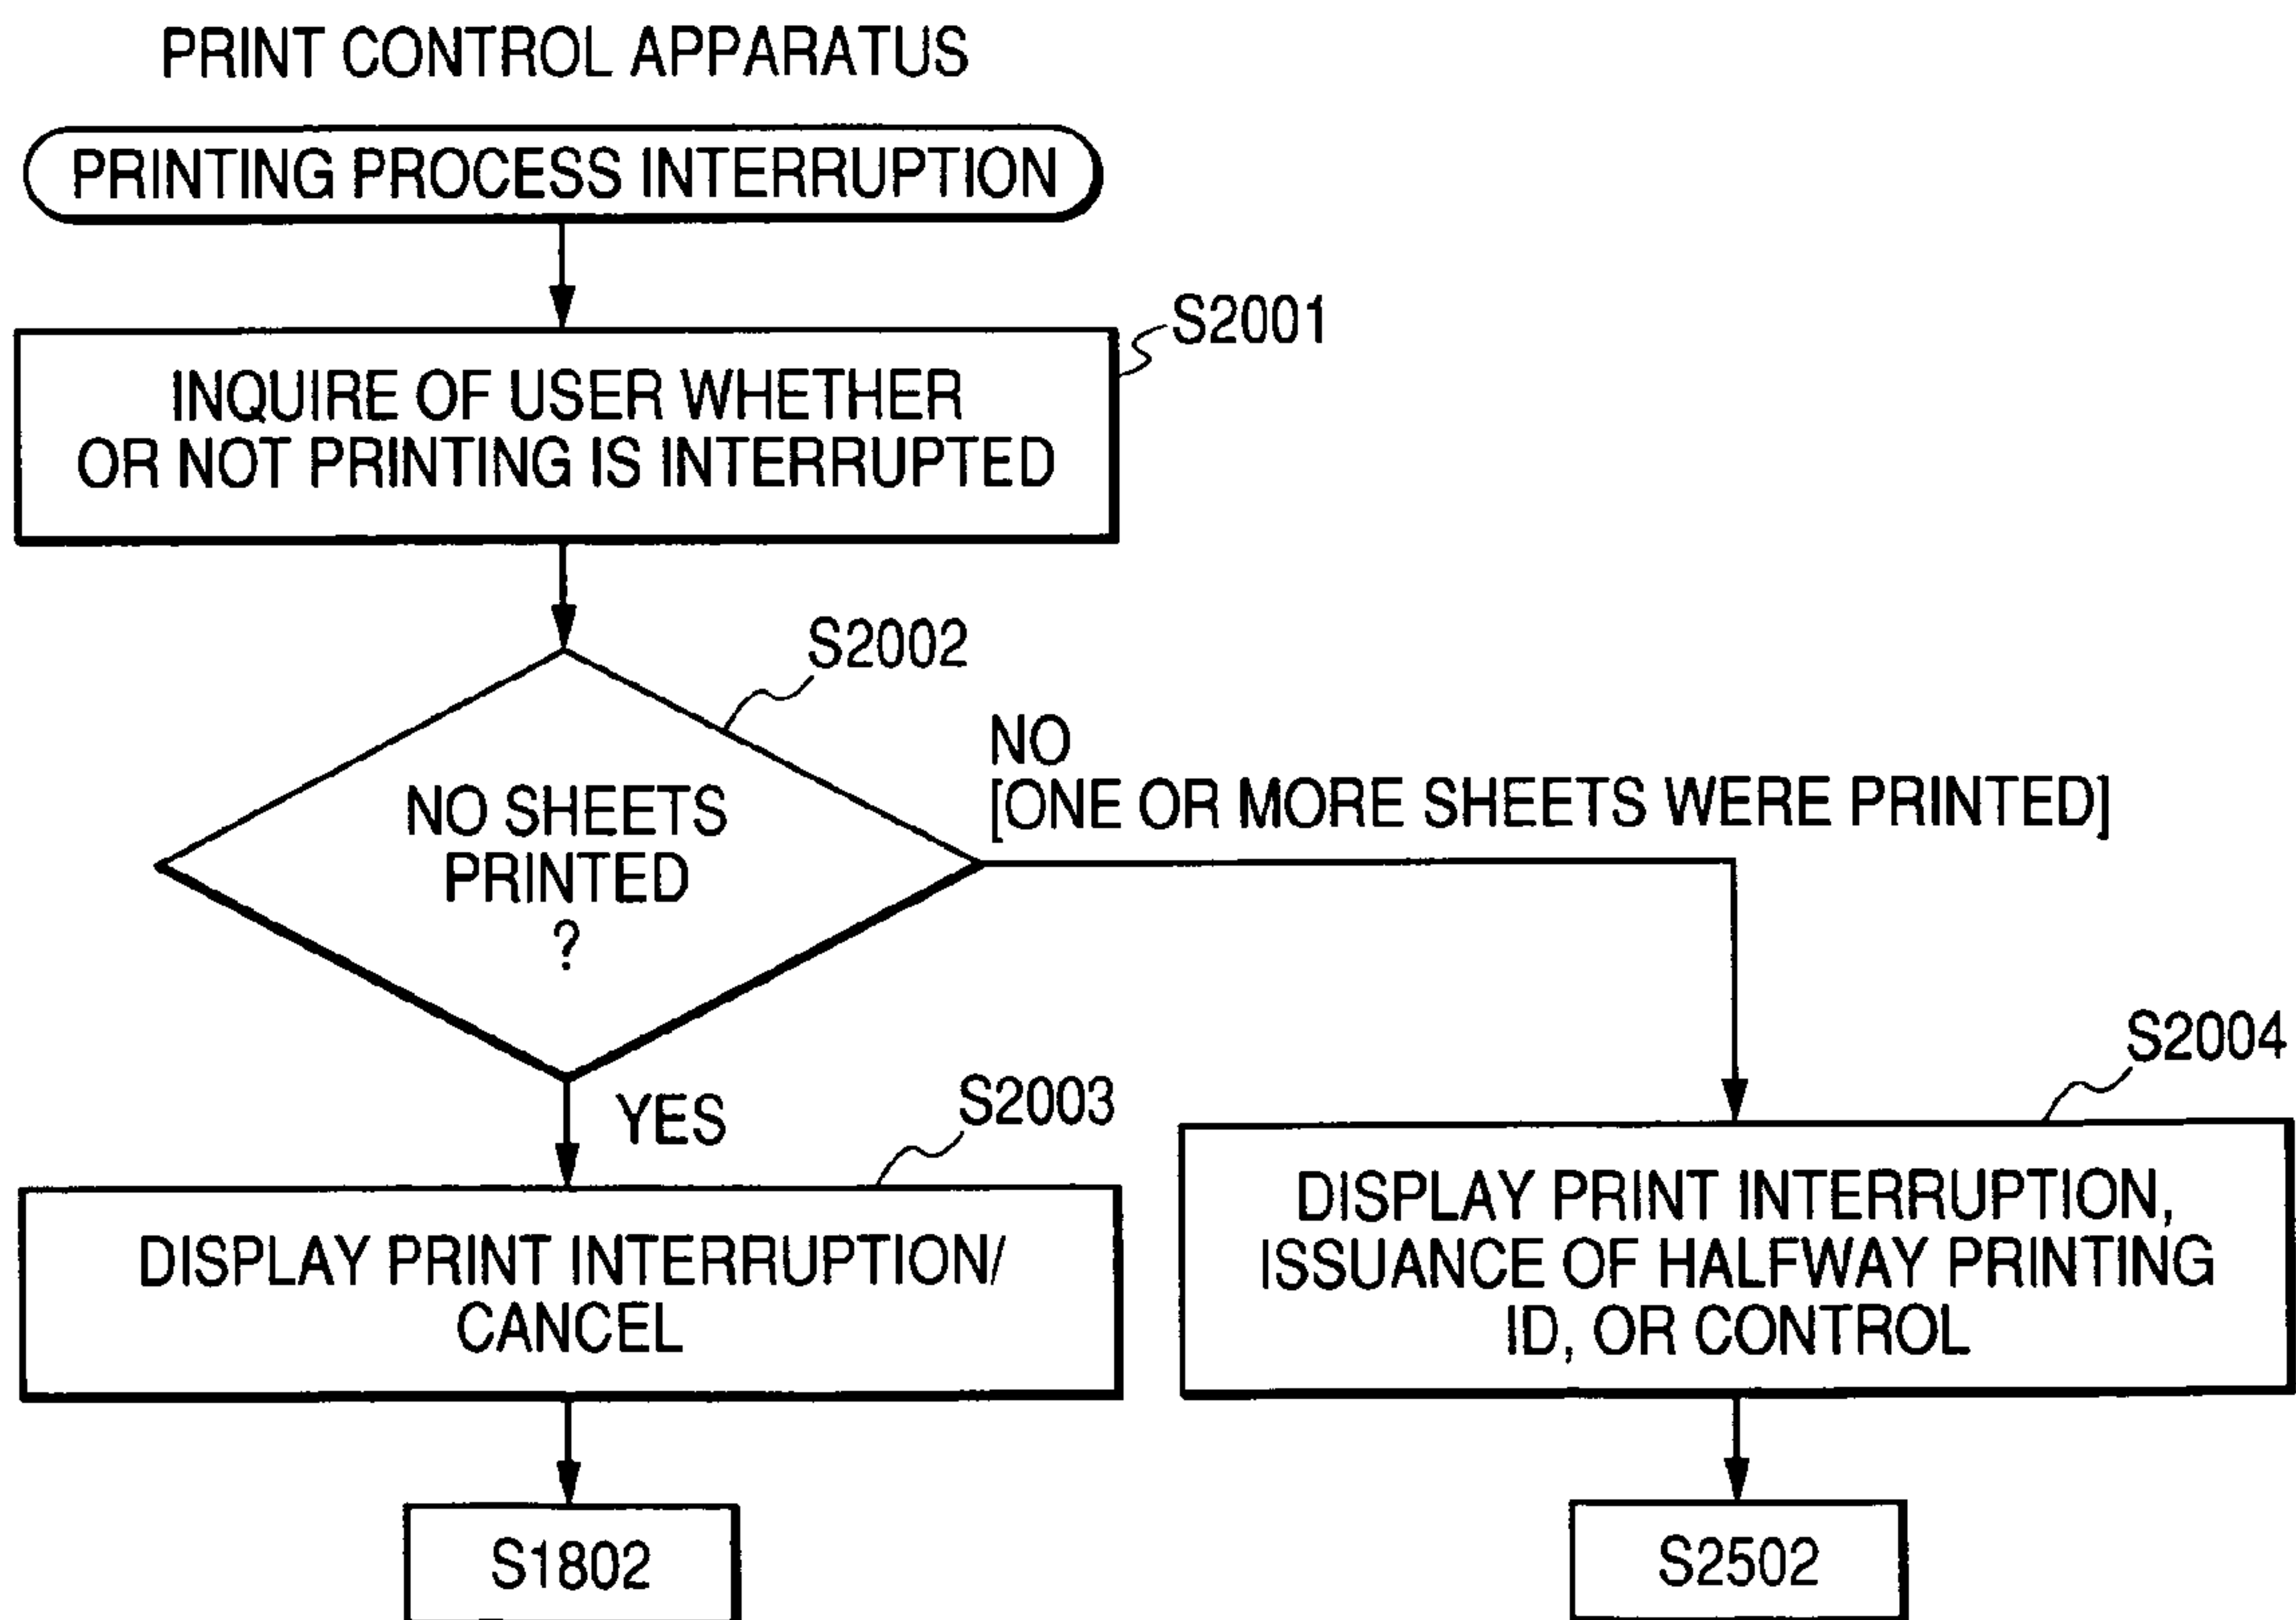 PRINT CONTROL APPARATUS
PRINTING PROCESS INTERRUPTION
S2001
INQUIRE OF USER WHETHER
OR NOT PRINTING IS INTERRUPTED
S2002
NO SHEETS
PRINTED
?
NO
[ONE OR MORE SHEETS WERE PRINTED]
YES
S2003
DISPLAY PRINT INTERRUPTION/
CANCEL
S1802
S2004
DISPLAY PRINT INTERRUPTION,
ISSUANCE OF HALFWAY PRINTING
ID, OR CONTROL
S2502